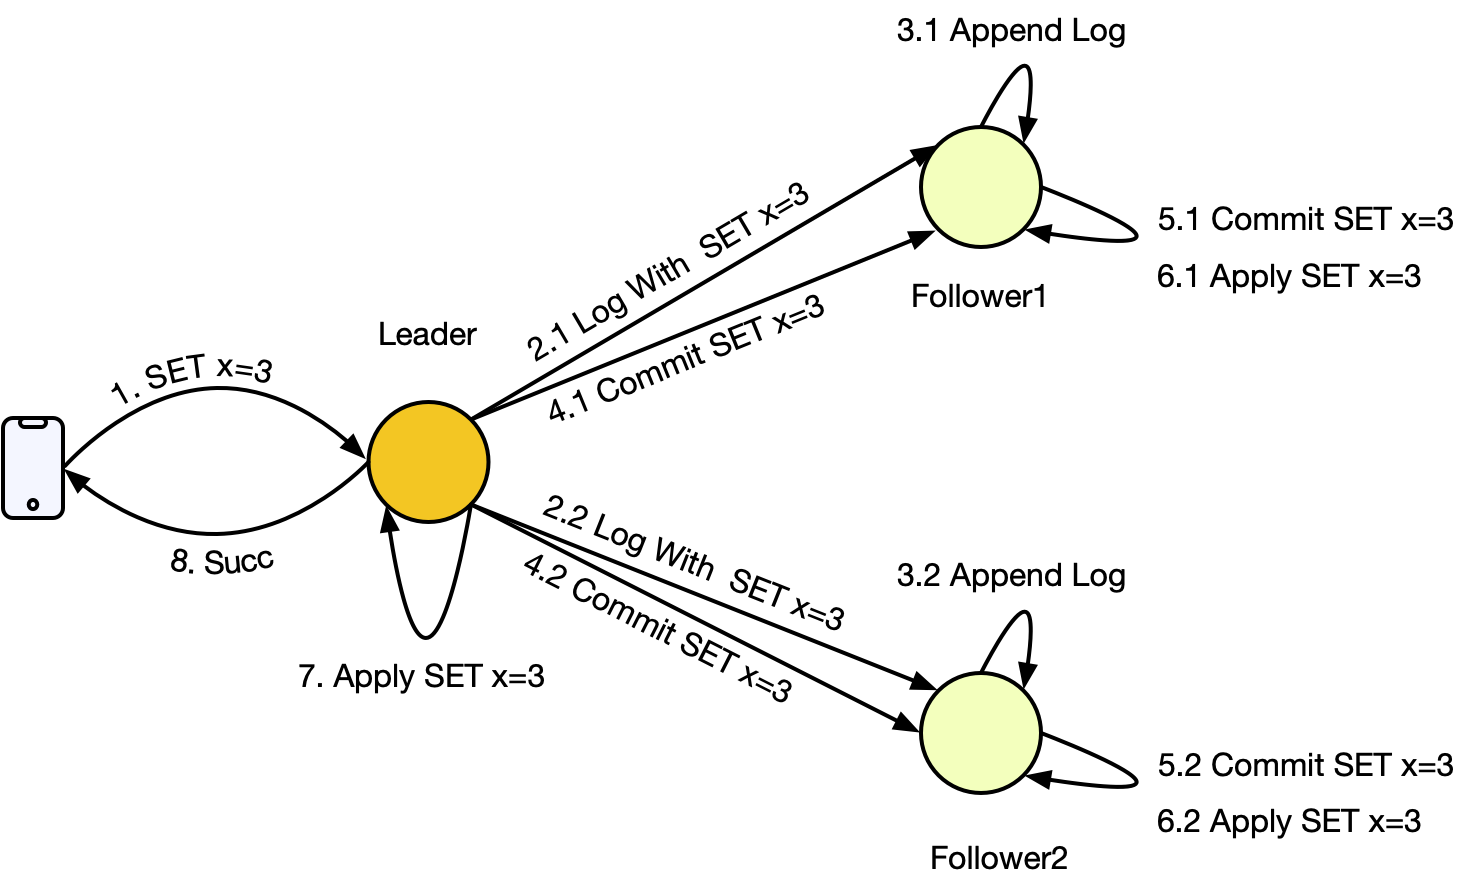 3.1 Append Log
2.1 Log With SET x=3
5.1 Commit SET x=3
6.1 Apply SET x=3
Follower1
4.1 Commit SET x=3
Leader
1. SET x=3
8. Succ
7. Apply SET x=3
2.2 Log With SET x=3
4.2 Commit SET x=3
3.2 Append Log
5.2 Commit SET x=3
6.2 Apply SET x=3
Follower2